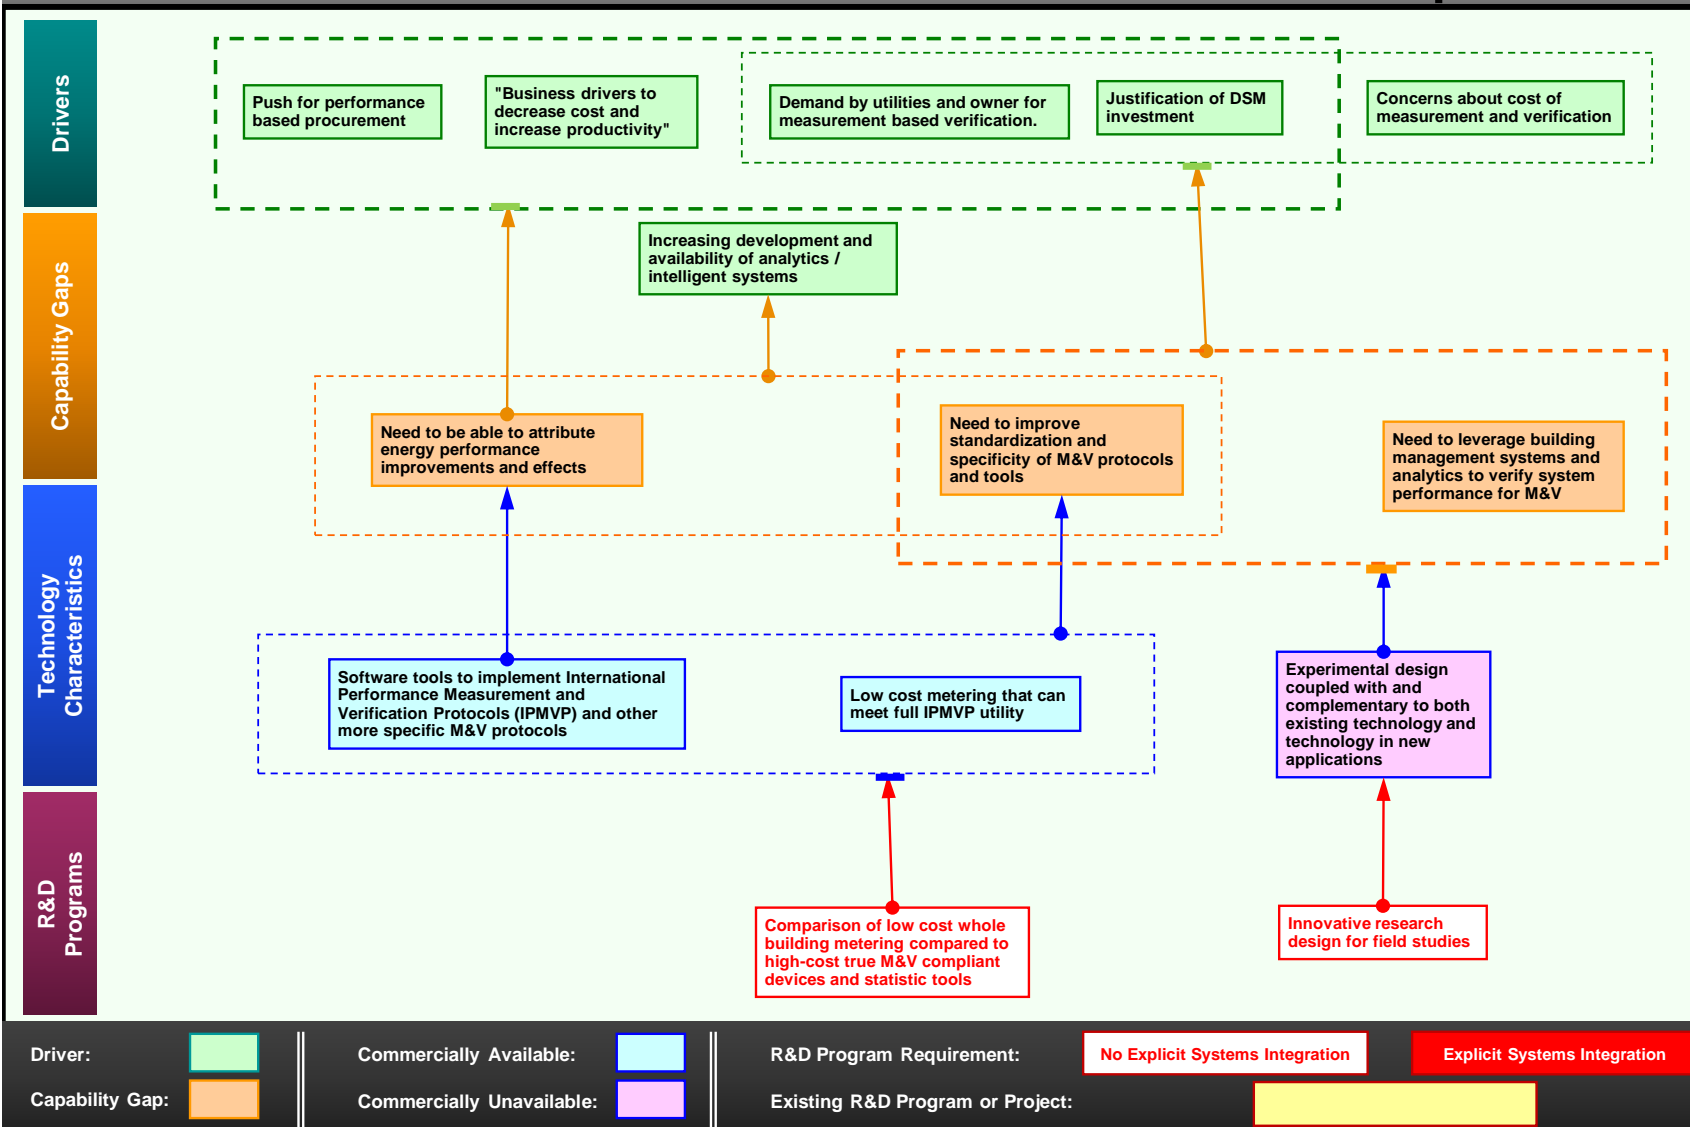 Drivers
Push for performance
based procurement
"Business drivers to
decrease cost and
increase productivity"
Demand by utilities and owner for
measurement based verification.
Justification of DSM
investment
Concerns about cost of
measurement and verification
Capability Gaps
Increasing development and
availability of analytics /
intelligent systems
Need to be able to attribute
energy performance
improvements and effects
Need to improve
standardization and
specificity of M&V protocols
and tools
Need to leverage building
management systems and
analytics to verify system
performance for M&V
Technology
Characteristics
Software tools to implement International
Performance Measurement and
Verification Protocols (IPMVP) and other
more specific M&V protocols
Low cost metering that can
meet full IPMVP utility
Experimental design
coupled with and
complementary to both
existing technology and
technology in new
applications
R&D
Programs
Comparison of low cost whole
building metering compared to
high-cost true M&V compliant
devices and statistic tools
Innovative research
design for field studies
Driver:
Capability Gap:
Commercially Available:
Commercially Unavailable:
R&D Program Requirement:
No Explicit Systems Integration
Explicit Systems Integration
Existing R&D Program or Project: